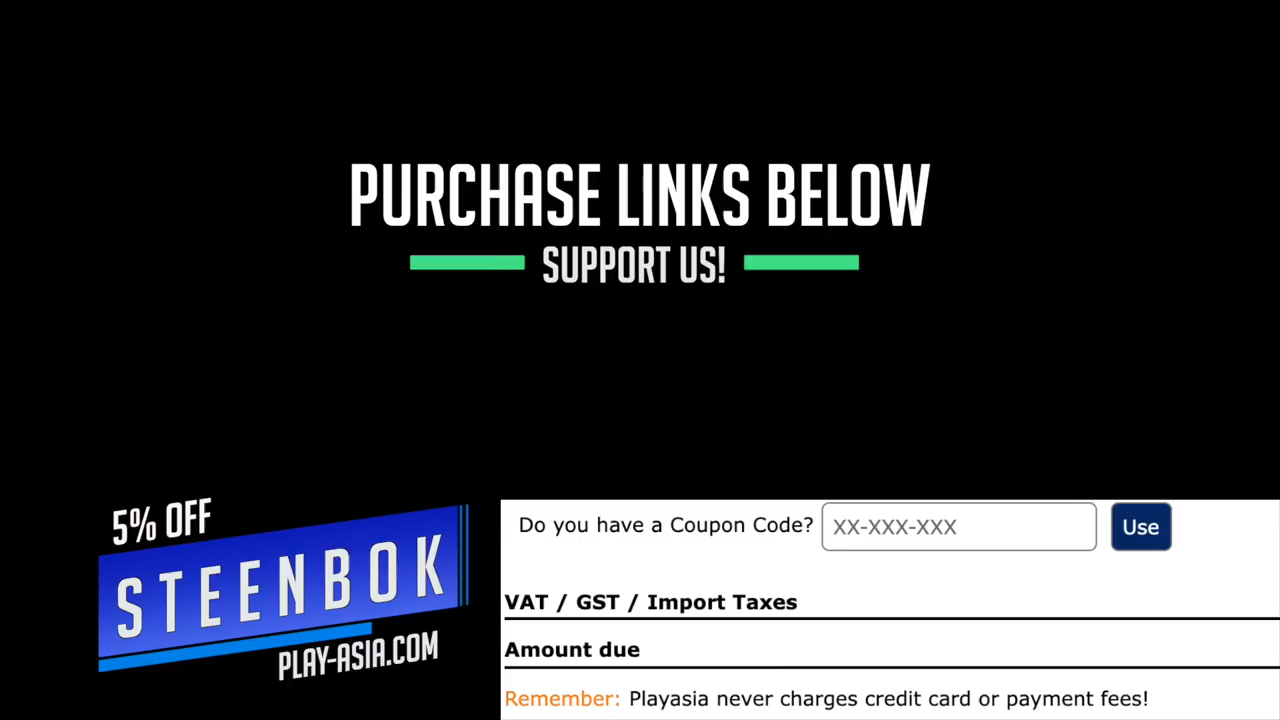 PURCHASE LINKS BELOW
SUPPORT US!
5% OFF
STEENBOK
PLAY-ASIA.COM
Do you have a Coupon Code? XX-XXX-XXX Use
VAT / GST / Import Taxes
Amount due
Remember: Playasia never charges credit card or payment fees!